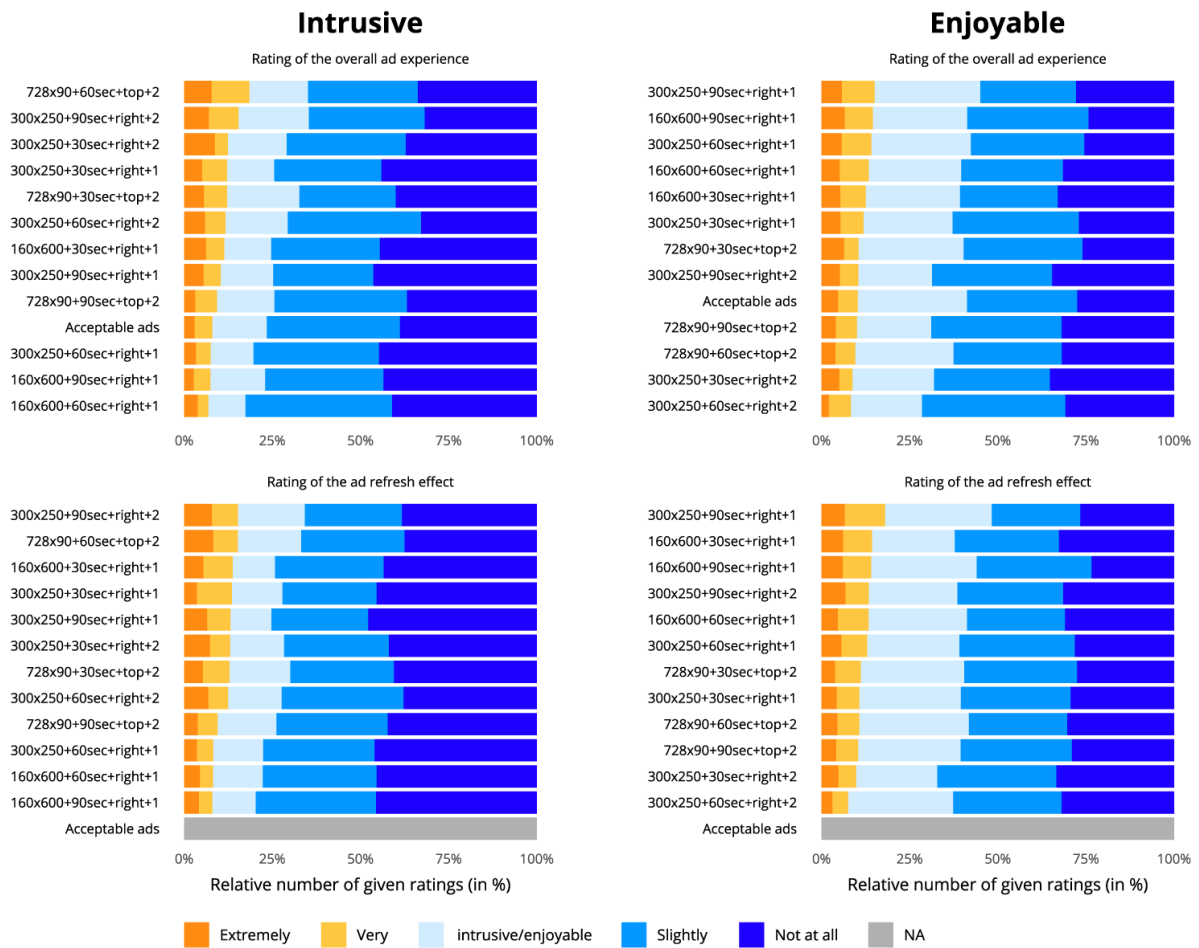 Intrusive
Rating of the overall ad experience
728x90+60sec+top+2
300x250+90sec+right+2
300x250+30sec+right+2
300x250+30sec+right+1
728x90+30sec+top+2
300x250+60sec+right+2
160x600+30sec+right+1
300x250+90sec+right+1
728x90+90sec+top+2
Acceptable ads
300x250+60sec+right+1
160x600+90sec+right+1
160x600+60sec+right+1
0% 25% 50% 75% 100%
Enjoyable
Rating of the overall ad experience
300x250+90sec+right+1
160x600+90sec+right+1
300x250+60sec+right+1
160x600+60sec+right+1
160x600+30sec+right+1
300x250+30sec+right+1
728x90+30sec+top+2
300x250+90sec+right+2
Acceptable ads
728x90+90sec+top+2
728x90+60sec+top+2
300x250+30sec+right+2
300x250+60sec+right+2
0% 25% 50% 75% 100%
Rating of the ad refresh effect
300x250+90sec+right+2
728x90+60sec+top+2
160x600+30sec+right+1
300x250+30sec+right+1
300x250+90sec+right+1
300x250+30sec+right+2
728x90+30sec+top+2
300x250+60sec+right+2
728x90+90sec+top+2
300x250+60sec+right+1
160x600+60sec+right+1
160x600+90sec+right+1
Acceptable ads
0% 25% 50% 75% 100%
Relative number of given ratings (in %)
Rating of the ad refresh effect
300x250+90sec+right+1
160x600+30sec+right+1
160x600+90sec+right+1
300x250+90sec+right+2
160x600+60sec+right+1
300x250+60sec+right+1
728x90+30sec+top+2
300x250+30sec+right+1
728x90+60sec+top+2
728x90+90sec+top+2
300x250+30sec+right+2
300x250+60sec+right+2
Acceptable ads
0% 25% 50% 75% 100%
Relative number of given ratings (in %)
Extremely Very intrusive/enjoyable Slightly Not at all NA